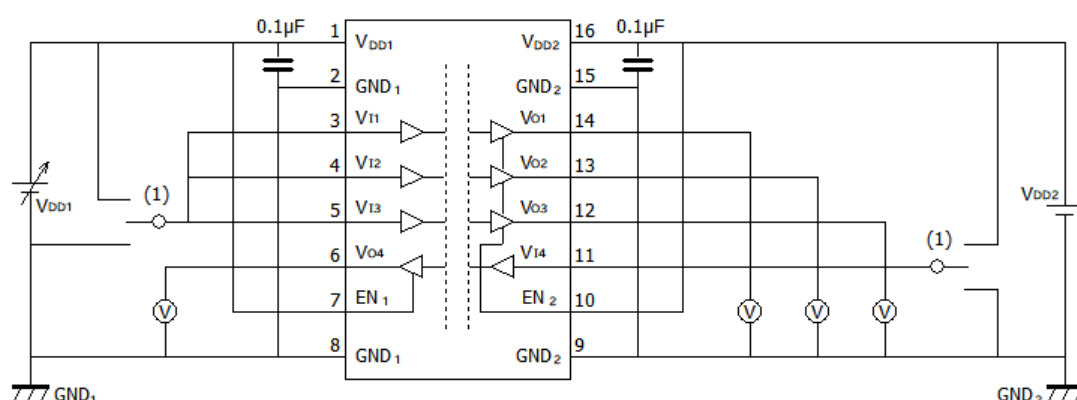 0.1µF
0.1µF
1
VDD1
VDD2
16
2
GND1
GND2
15
3
VI1
VO1
14
4
VI2
VO2
13
VDD1
(1)
5
VI3
VO3
12
VDD2
6
VO4
VI4
11
(1)
7
EN1
EN2
10
V
V
V
V
8
GND1
GND2
9
GND1
GND2